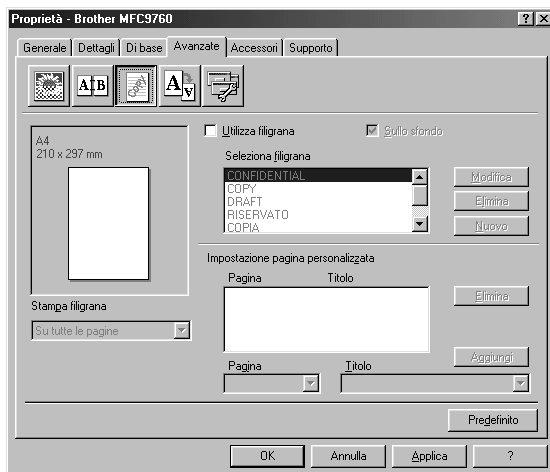 Proprietà - Brother MFC9760
? ×
Generale Dettagli Di base Avanzate Accessori Supporto
A B
COPY
A
V
A4
210 x 297 mm
Stampa filigrana
Su tutte le pagine
Utilizza filigrana
Sullo sfondo
Seleziona filigrana
CONFIDENTIAL
COPY
DRAFT
RISERVATO
COPIA
Modifica
Elimina
Nuovo
Impostazione pagina personalizzata
Pagina Titolo
Elimina
Aggiungi
Pagina Titolo
Predefinito
OK Annulla Applica ?